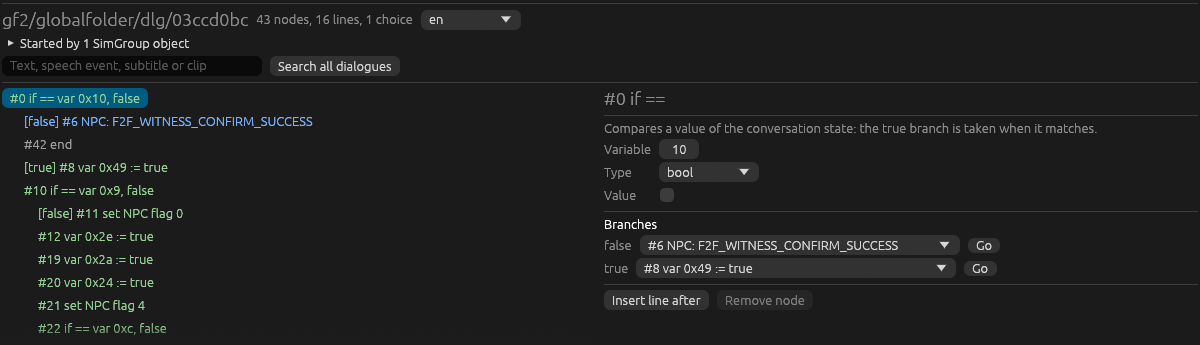 gf2/globalfolder/dlg/03ccd0bc 43 nodes, 16 lines, 1 choice en
Started by 1 SimGroup object
Text, speech event, subtitle or clip Search all dialogues
#0 if == var 0x10, false
[false] #6 NPC: F2F_WITNESS_CONFIRM_SUCCESS
#42 end
[true] #8 var 0x49 := true
#10 if == var 0x9, false
[false] #11 set NPC flag 0
#12 var 0x2e := true
#19 var 0x2a := true
#20 var 0x24 := true
#21 set NPC flag 4
#22 if == var 0xc, false
#0 if ==
Compares a value of the conversation state: the true branch is taken when it matches.
Variable 10
Type bool
Value
Branches
false #6 NPC: F2F_WITNESS_CONFIRM_SUCCESS Go
true #8 var 0x49 := true Go
Insert line after Remove node